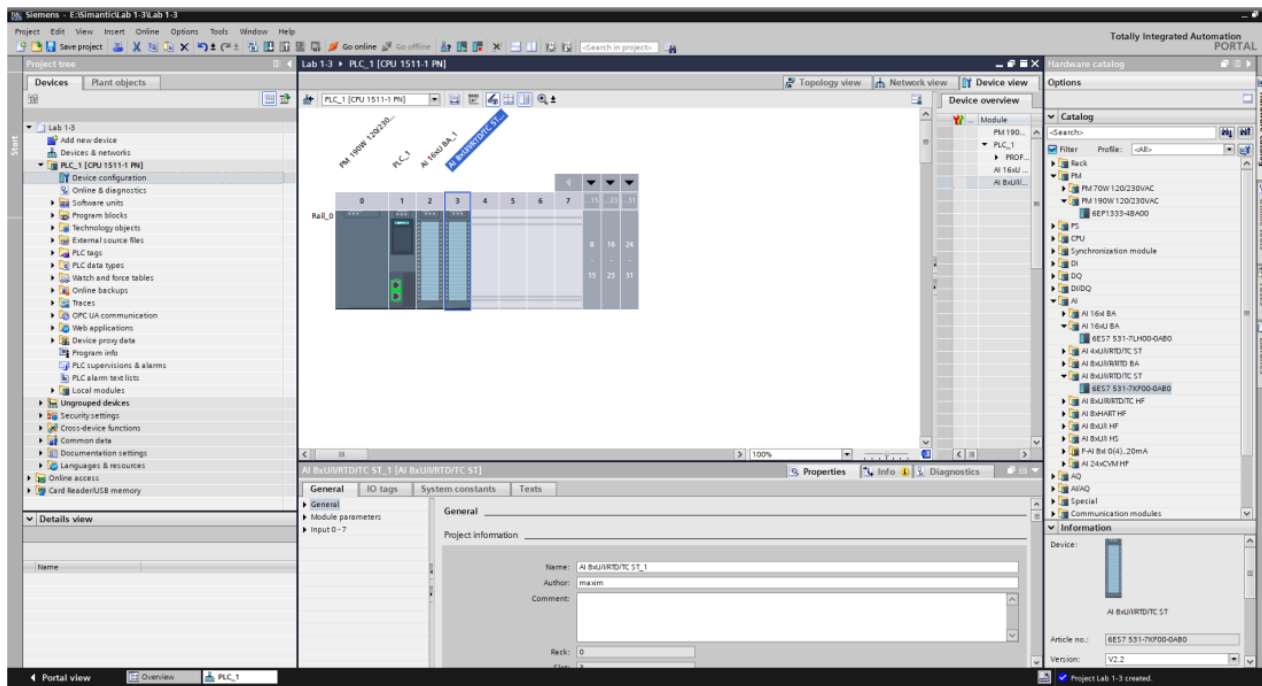 Siemens - E:\Simantic\Lab 1-3\Lab 1-3
Project Edit View Insert Online Options Tools Window Help
Totally Integrated Automation
PORTAL
Save project
Go online
Go offline
<Search in project>
Project tree
Devices
Plant objects
Lab 1-3
Add new device
Devices & networks
PLC_1 [CPU 1511-1 PN]
Device configuration
Online & diagnostics
Software units
Program blocks
Technology objects
External source files
PLC tags
PLC data types
Watch and force tables
Online backups
Traces
OPC UA communication
Web applications
Device proxy data
Program info
PLC supervisions & alarms
PLC alarm text lists
Local modules
Ungrouped devices
Security settings
Cross-device functions
Common data
Documentation settings
Languages & resources
Online access
Card Reader/USB memory
Details view
Name
Start
Lab 1-3 ▸ PLC_1 [CPU 1511-1 PN]
Topology view
Network view
Device view
PLC_1 [CPU 1511-1 PN]
PM 190W 120/230...
PLC_1
AI 16xU BA_1
AI 8xU/I/RTD/TC ST...
0 1 2 3 4 5 6 7 ...15 ...23 ...31
Rail_0
8 16 24
- - -
15 23 31
100%
Device overview
... Module
PM 190...
PLC_1
PROF...
AI 16xU ...
AI 8xU/I/...
AI 8xU/I/RTD/TC ST_1 [AI 8xU/I/RTD/TC ST]
Properties
Info
Diagnostics
General
IO tags
System constants
Texts
General
Module parameters
Input 0 - 7
General
Project information
Name: AI 8xU/I/RTD/TC ST_1
Author: maxim
Comment:
Rack: 0
Hardware catalog
Options
Catalog
<Search>
Filter
Profile: <All>
Rack
PM
PM 70W 120/230VAC
PM 190W 120/230VAC
6EP1333-4BA00
PS
CPU
Synchronization module
DI
DQ
DI/DQ
AI
AI 16xI BA
AI 16xU BA
6ES7 531-7LH00-0AB0
AI 4xU/I/RTD/TC ST
AI 8xU/I/R/RTD BA
AI 8xU/I/RTD/TC ST
6ES7 531-7KF00-0AB0
AI 8xU/R/RTD/TC HF
AI 8xI HART HF
AI 8xU/I HF
AI 8xU/I HS
F-AI 8xI 0(4)..20mA
AI 24xCVM HF
AQ
AI/AQ
Special
Communication modules
Information
Device:
AI 8xU/I/RTD/TC ST
Article no.: 6ES7 531-7KF00-0AB0
Version: V2.2
Portal view
Overview
PLC_1
Project Lab 1-3 created.